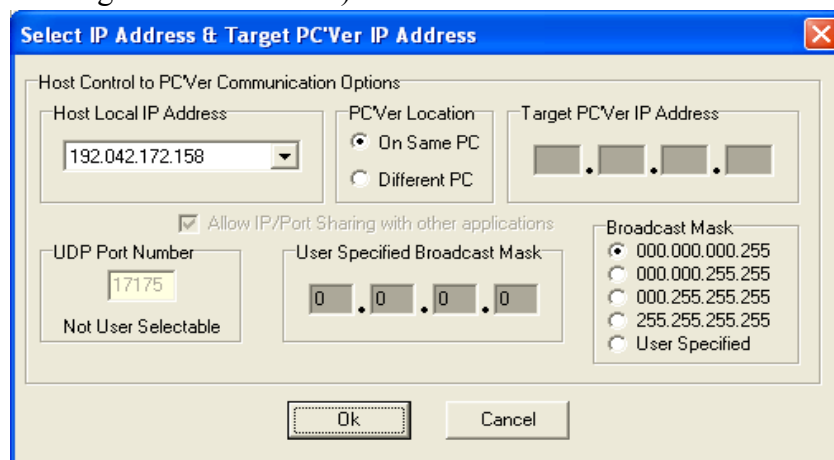 Select IP Address & Target PC'Ver IP Address
Host Control to PC'Ver Communication Options
Host Local IP Address
192.042.172.158
PC'Ver Location
On Same PC
Different PC
Target PC'Ver IP Address
. . .
Allow IP/Port Sharing with other applications
UDP Port Number
17175
Not User Selectable
User Specified Broadcast Mask
0 . 0 . 0 . 0
Broadcast Mask
000.000.000.255
000.000.255.255
000.255.255.255
255.255.255.255
User Specified
Ok
Cancel